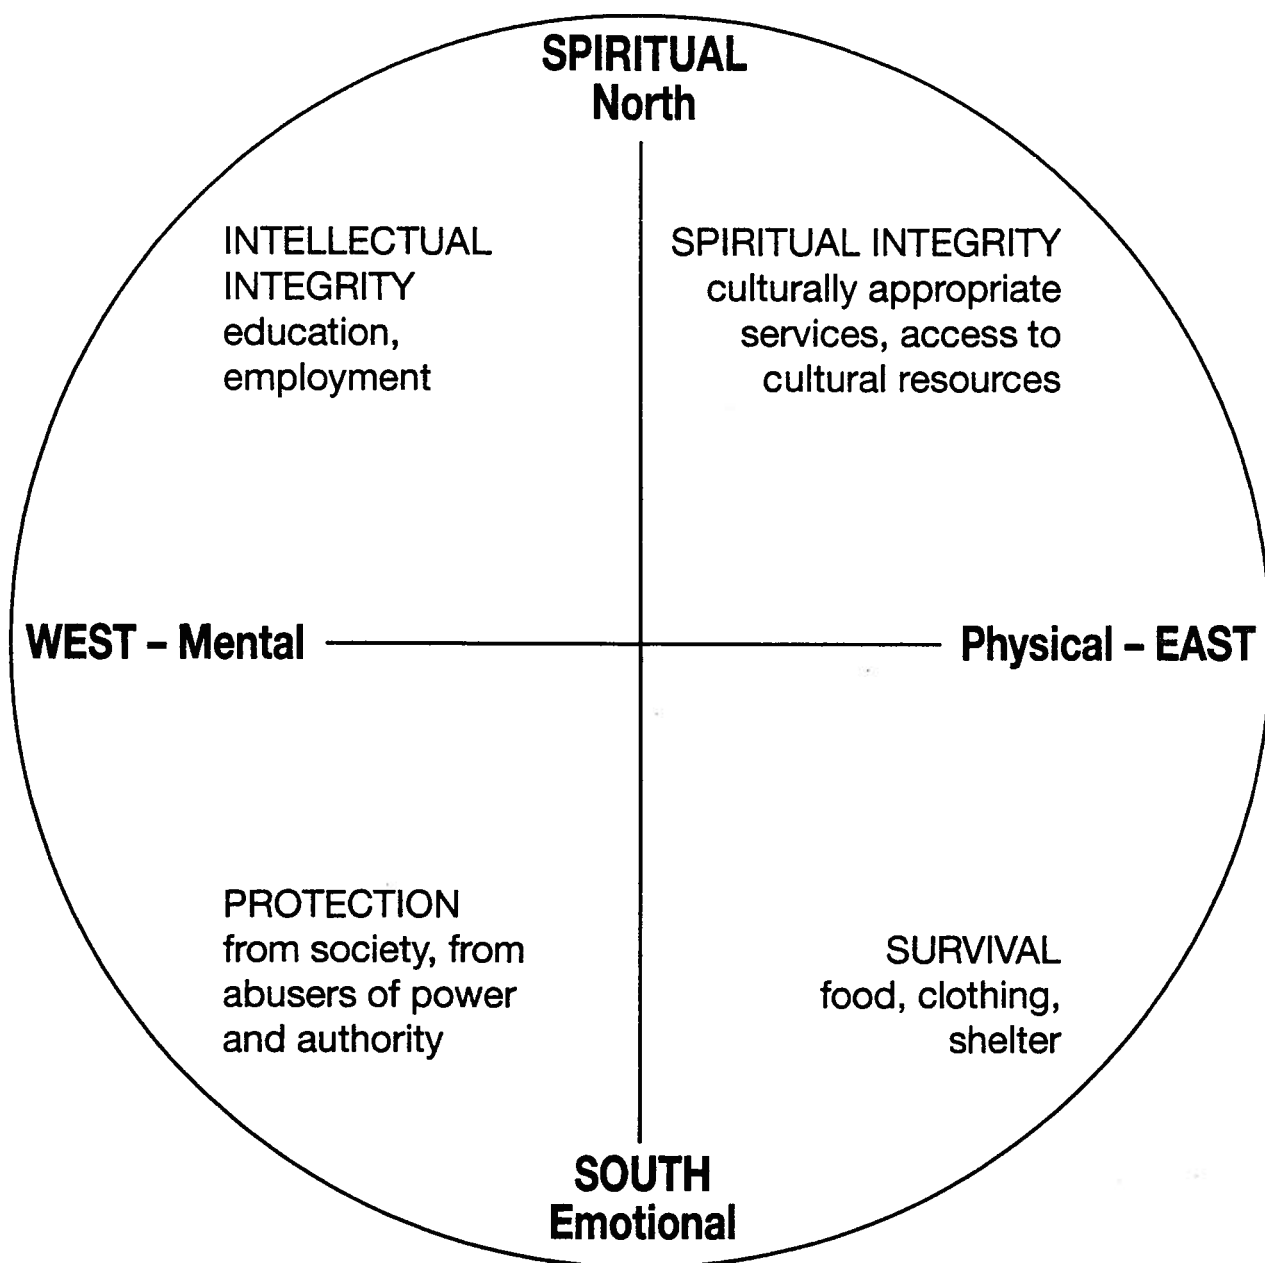 SPIRITUAL
North
INTELLECTUAL
INTEGRITY
education,
employment
SPIRITUAL INTEGRITY
culturally appropriate
services, access to
cultural resources
WEST – Mental
Physical – EAST
PROTECTION
from society, from
abusers of power
and authority
SURVIVAL
food, clothing,
shelter
SOUTH
Emotional